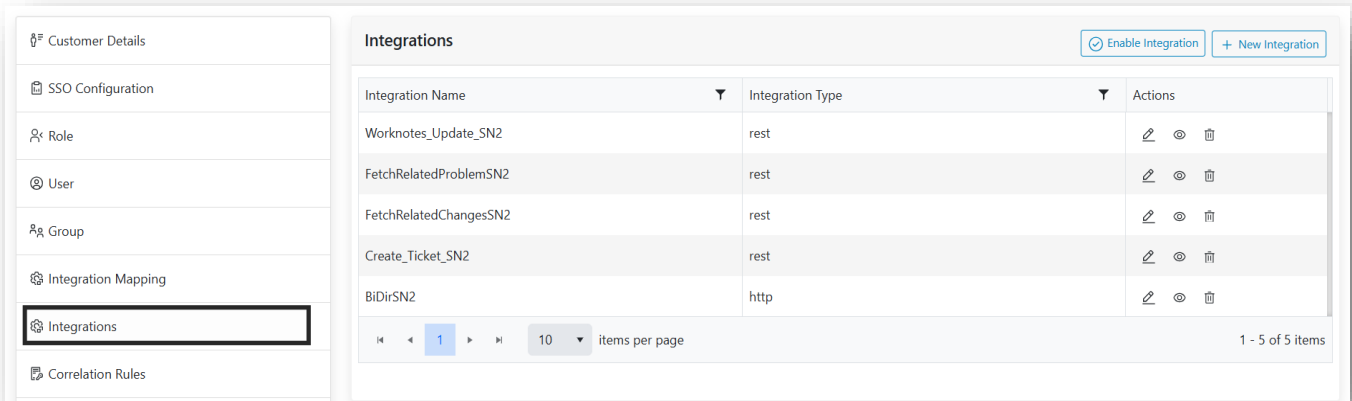 Customer Details
SSO Configuration
Role
User
Group
Integration Mapping
Integrations
Correlation Rules
Integrations
Enable Integration
+ New Integration
Integration Name Integration Type Actions
Worknotes_Update_SN2 rest
FetchRelatedProblemSN2 rest
FetchRelatedChangesSN2 rest
Create_Ticket_SN2 rest
BiDirSN2 http
1 10 items per page 1 - 5 of 5 items